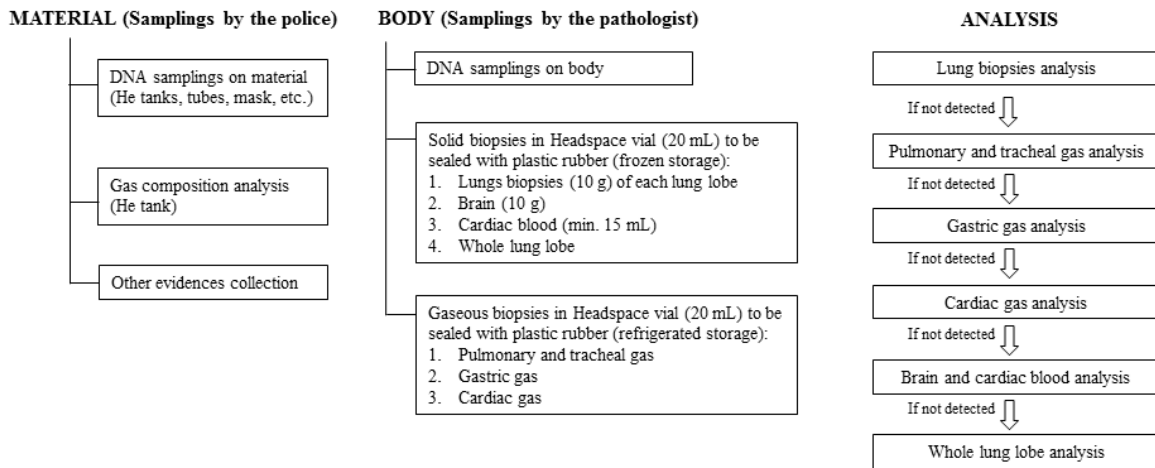 MATERIAL (Samplings by the police)
DNA samplings on material
(He tanks, tubes, mask, etc.)
Gas composition analysis
(He tank)
Other evidences collection
BODY (Samplings by the pathologist)
DNA samplings on body
Solid biopsies in Headspace vial (20 mL) to be
sealed with plastic rubber (frozen storage):
1. Lungs biopsies (10 g) of each lung lobe
2. Brain (10 g)
3. Cardiac blood (min. 15 mL)
4. Whole lung lobe
Gaseous biopsies in Headspace vial (20 mL) to be
sealed with plastic rubber (refrigerated storage):
1. Pulmonary and tracheal gas
2. Gastric gas
3. Cardiac gas
ANALYSIS
Lung biopsies analysis
If not detected
Pulmonary and tracheal gas analysis
If not detected
Gastric gas analysis
If not detected
Cardiac gas analysis
If not detected
Brain and cardiac blood analysis
If not detected
Whole lung lobe analysis